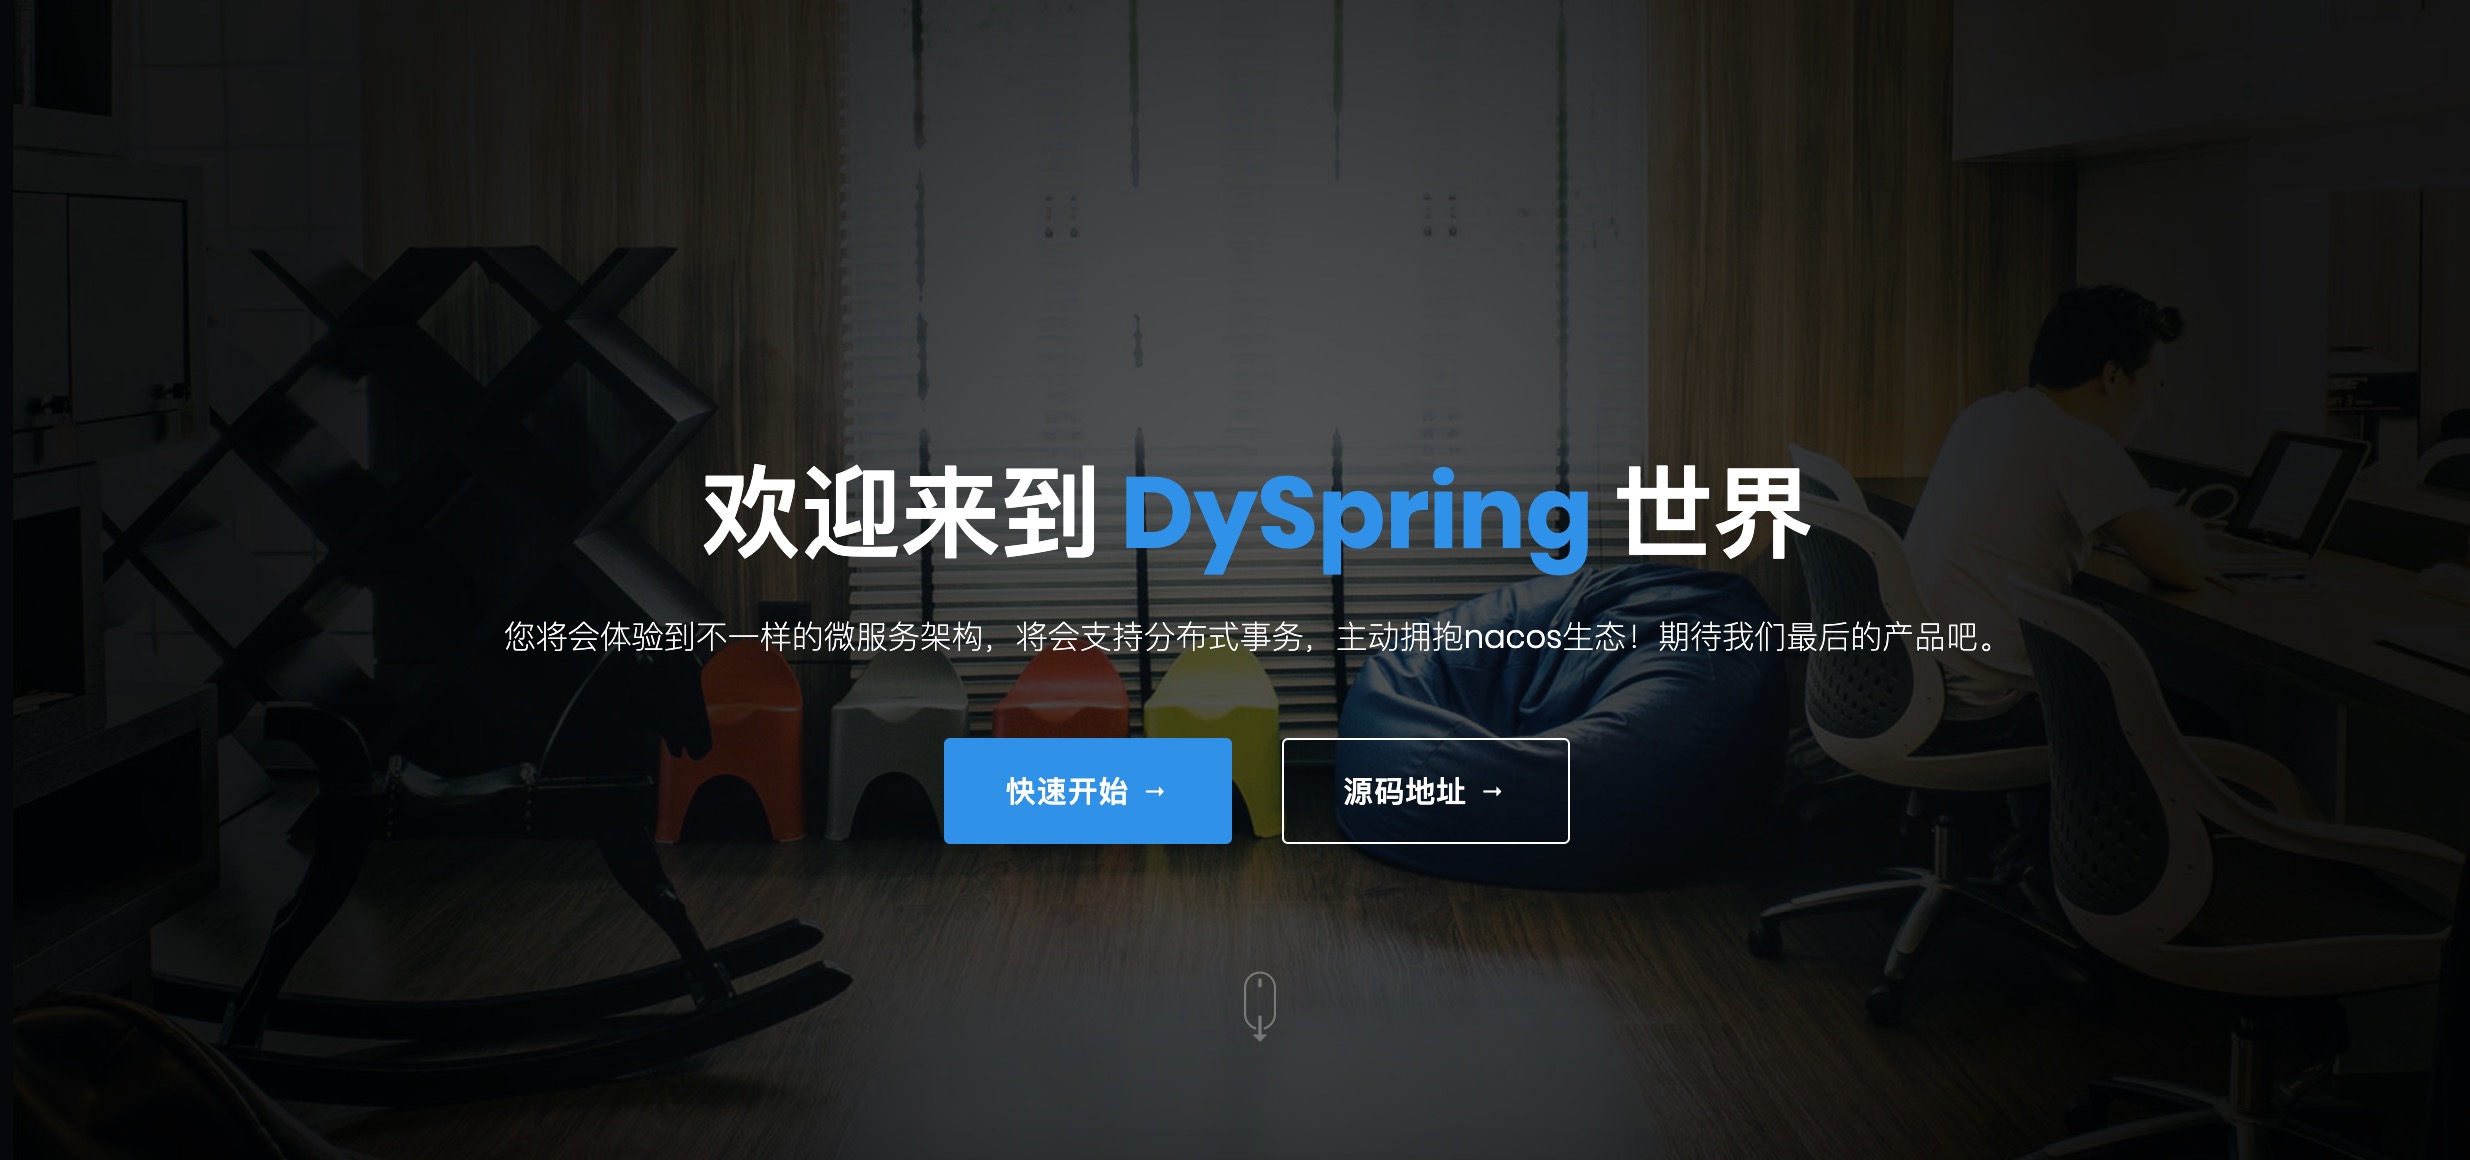 欢迎来到 DySpring 世界
您将会体验到不一样的微服务架构，将会支持分布式事务，主动拥抱nacos生态！期待我们最后的产品吧。
快速开始 →
源码地址 →